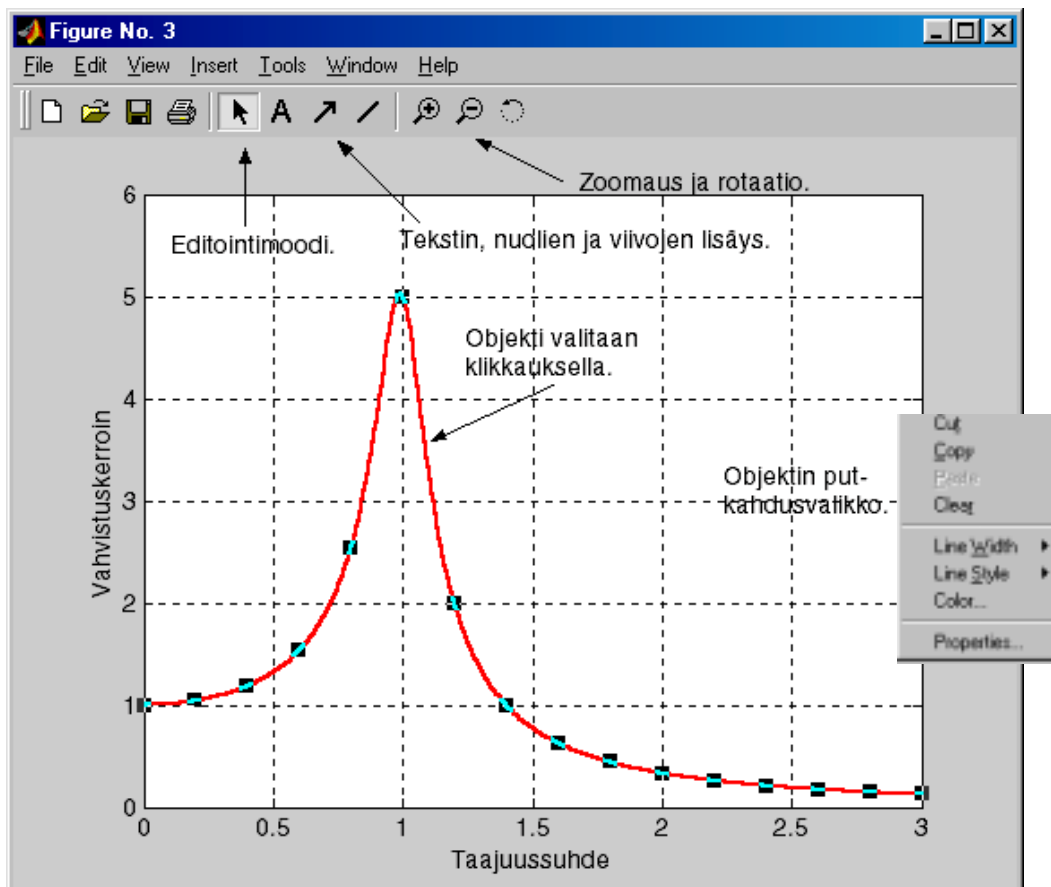 Figure No. 3
File Edit View Insert Tools Window Help
A
Zoomaus ja rotaatio.
Editointimoodi.
Tekstin, nuolien ja viivojen lisäys.
Objekti valitaan
klikkauksella.
Objektin put-
kahdusvalikko.
Cut
Copy
Paste
Clear
Line Width
Line Style
Color...
Properties...
Vahvistuskerroin
6
5
4
3
2
1
0
0 0.5 1 1.5 2 2.5 3
Taajuussuhde